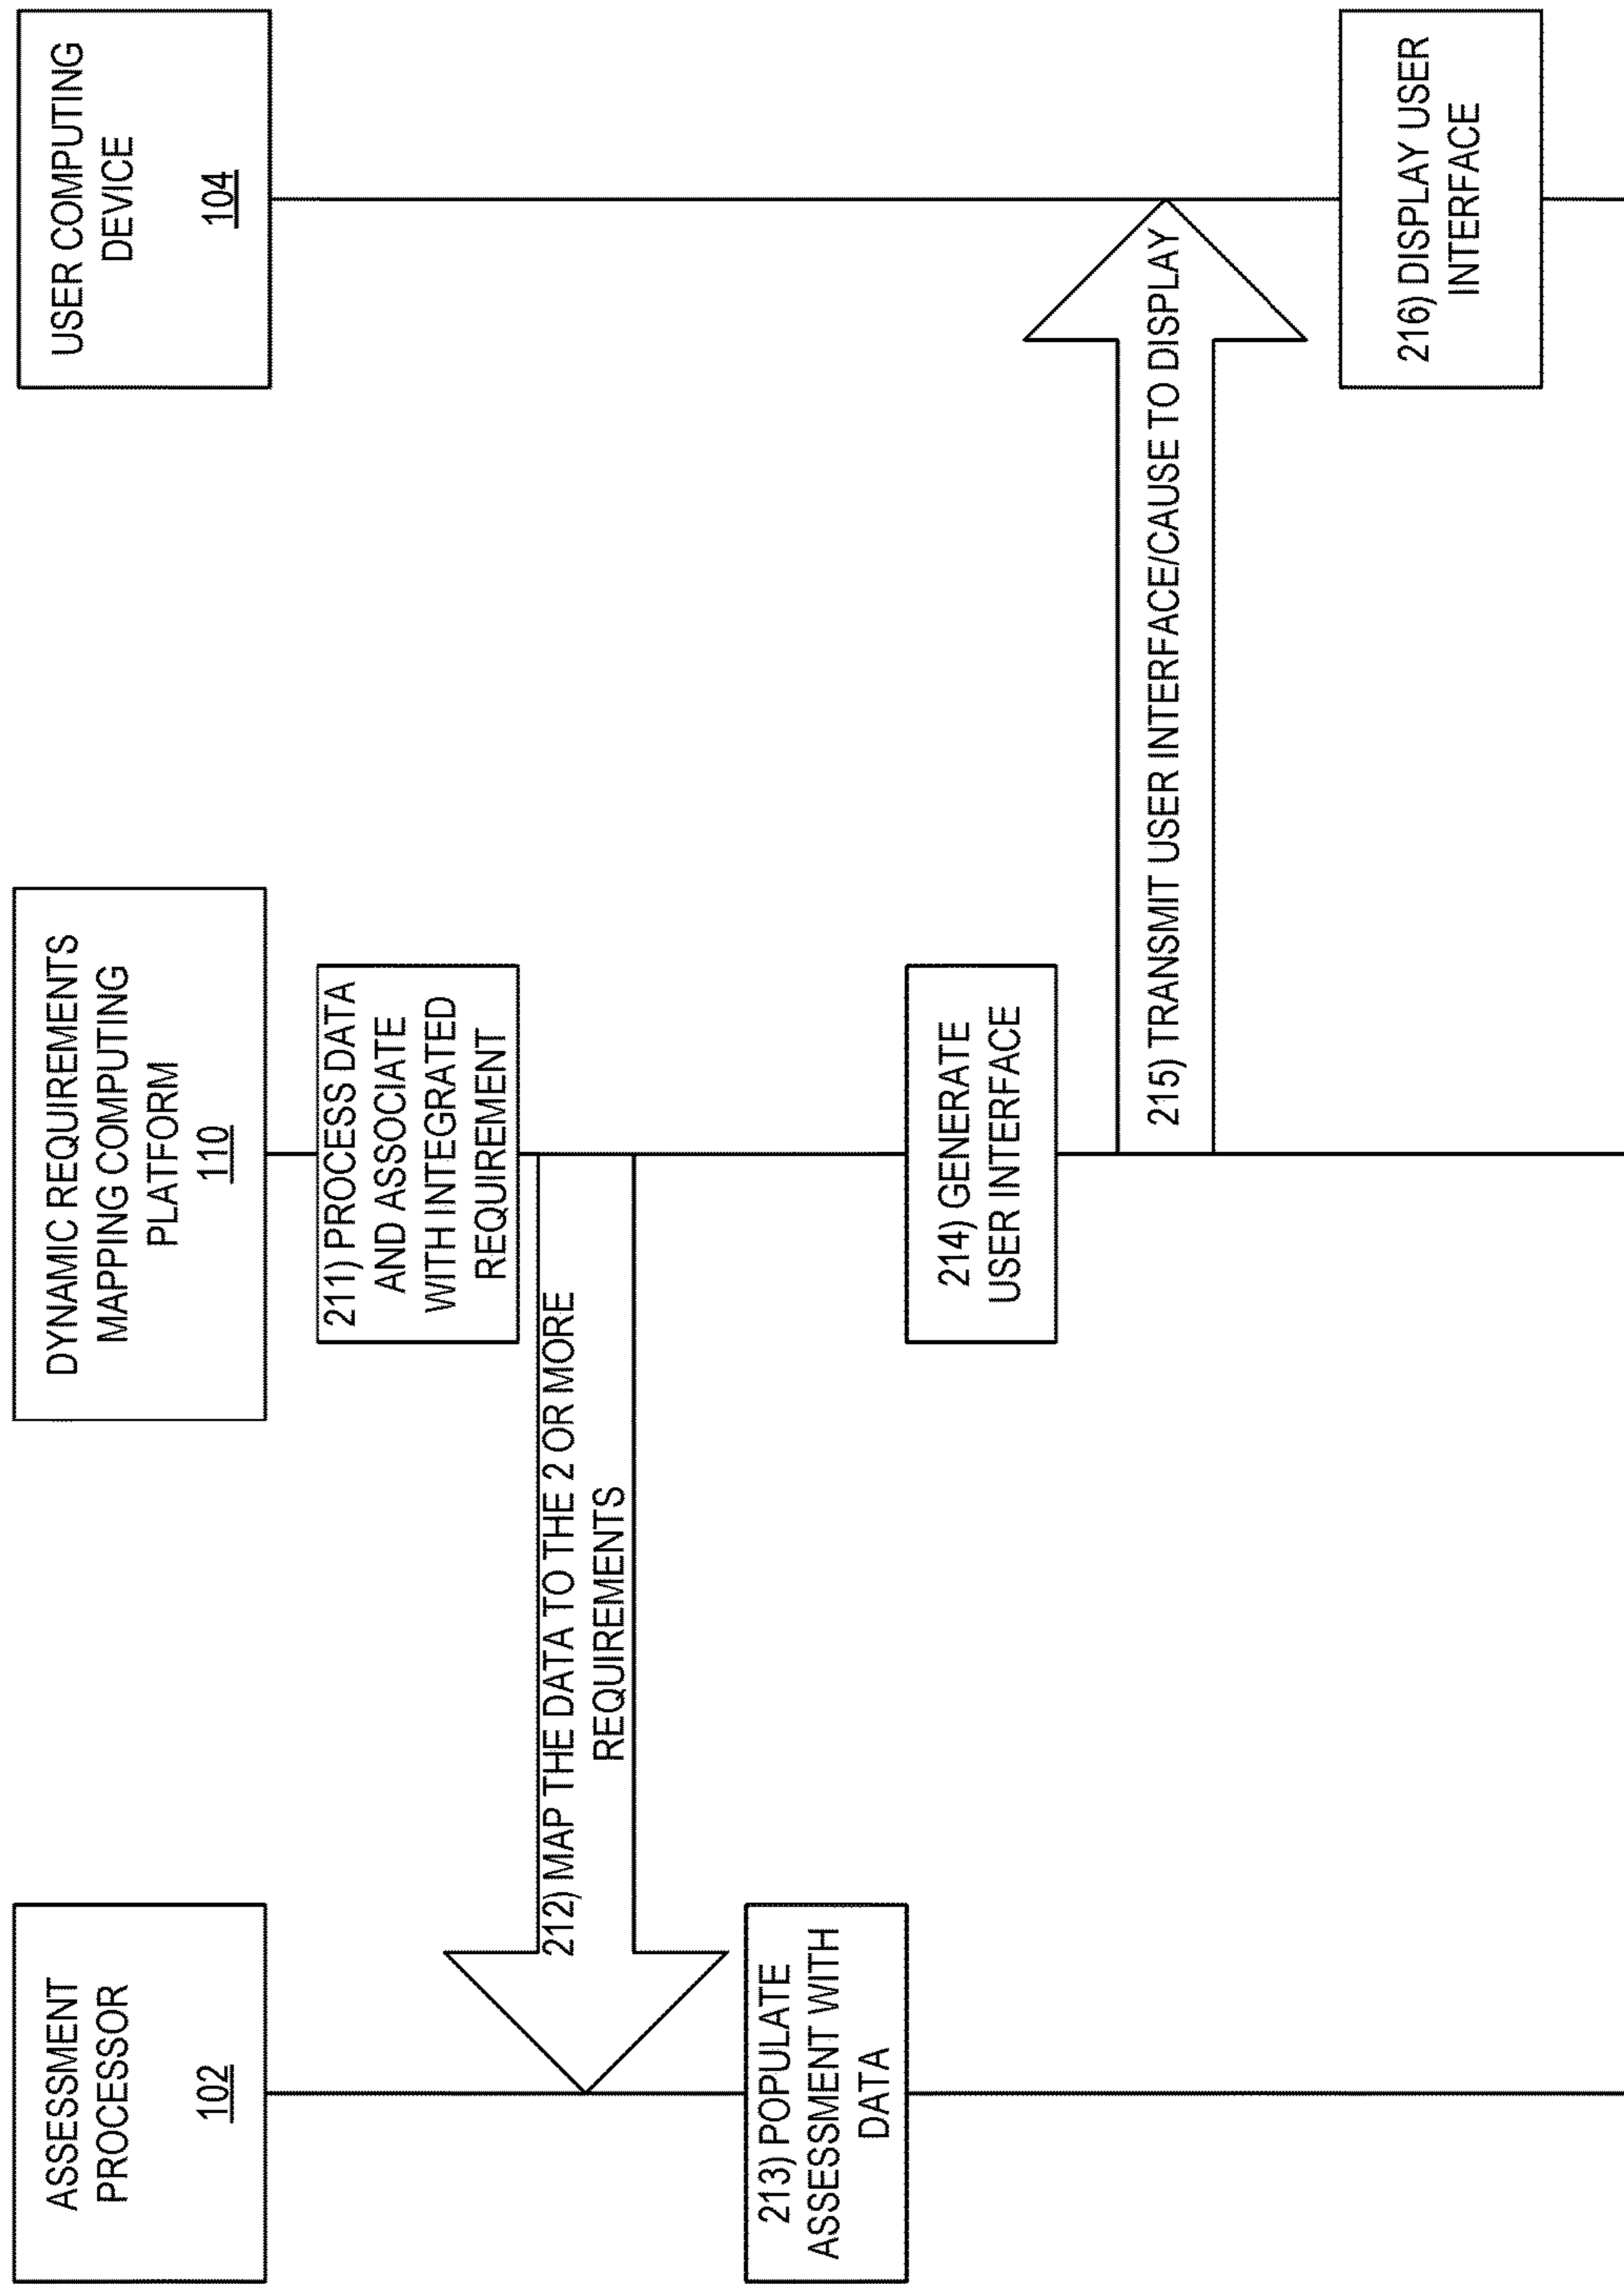 ASSESSMENT
PROCESSOR
102
DYNAMIC REQUIREMENTS
MAPPING COMPUTING
PLATFORM
110
USER COMPUTING
DEVICE
104
211) PROCESS DATA
AND ASSOCIATE
WITH INTEGRATED
REQUIREMENT
212) MAP THE DATA TO THE 2 OR MORE
REQUIREMENTS
213) POPULATE
ASSESSMENT WITH
DATA
214) GENERATE
USER INTERFACE
215) TRANSMIT USER INTERFACE/CAUSE TO DISPLAY
216) DISPLAY USER
INTERFACE